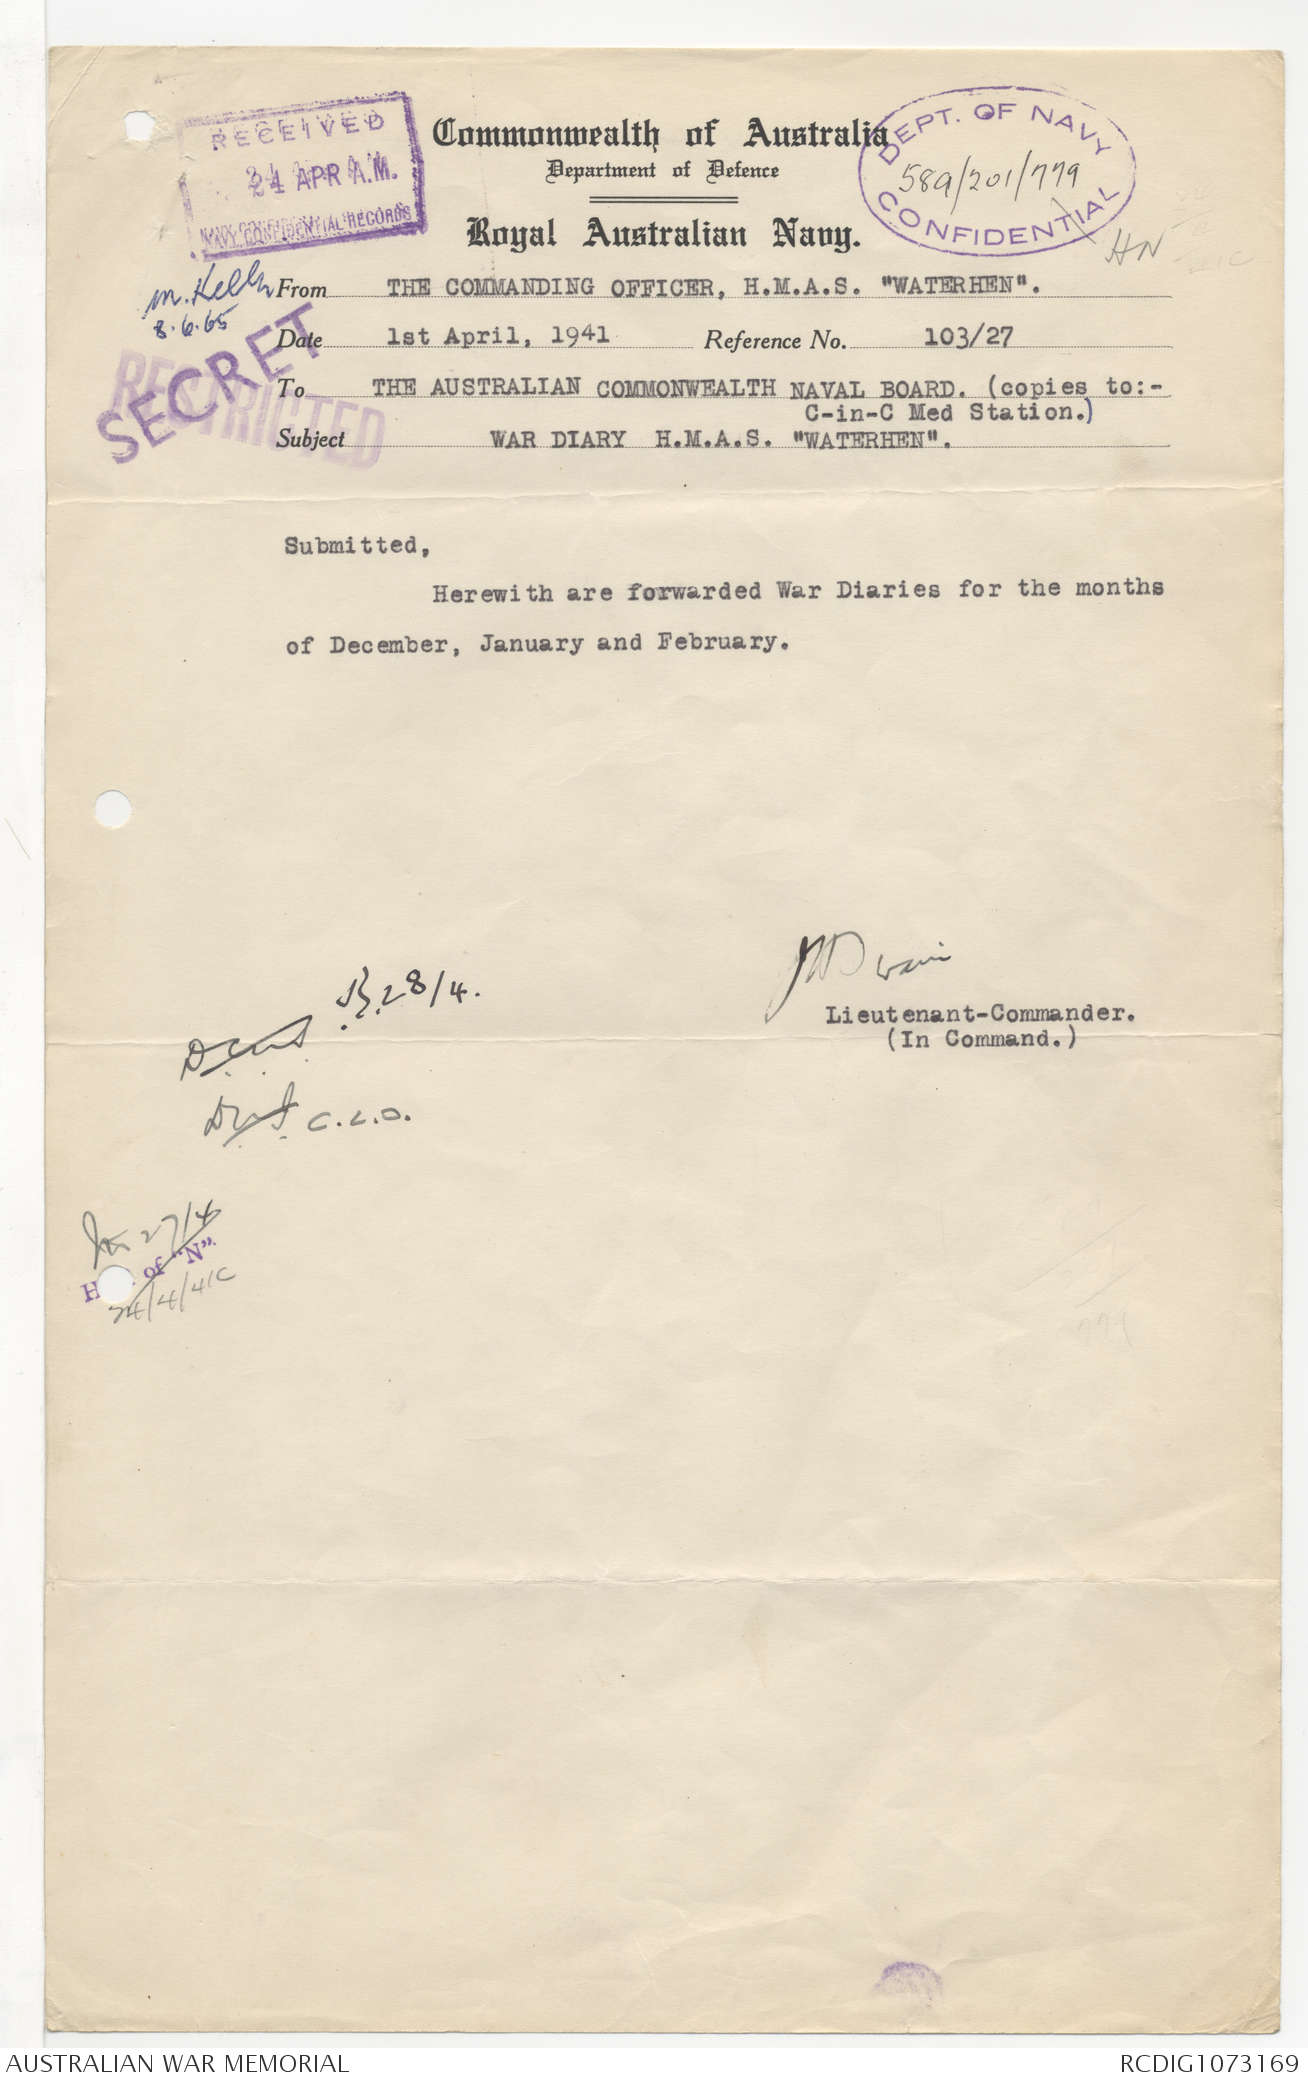 RECEIVED
24 APR A.M.
NAVY CONFIDENTIAL RECORDS
Commonwealth of Australia
Department of Defence
Royal Australian Navy.
DEPT. OF NAVY
589/201/779
CONFIDENTIAL
HN
M. Kelly
8.6.65
SECRET
RESTRICTED
From THE COMMANDING OFFICER, H.M.A.S. "WATERHEN".
Date 1st April, 1941 Reference No. 103/27
To THE AUSTRALIAN COMMONWEALTH NAVAL BOARD. (copies to:-
C-in-C Med Station.)
Subject WAR DIARY H.M.A.S. "WATERHEN".
Submitted,
Herewith are forwarded War Diaries for the months
of December, January and February.
Lieutenant-Commander.
(In Command.)
28/4.
C.L.O.
27/4
of "N".
24/4/41C
AUSTRALIAN WAR MEMORIAL
RCDIG1073169